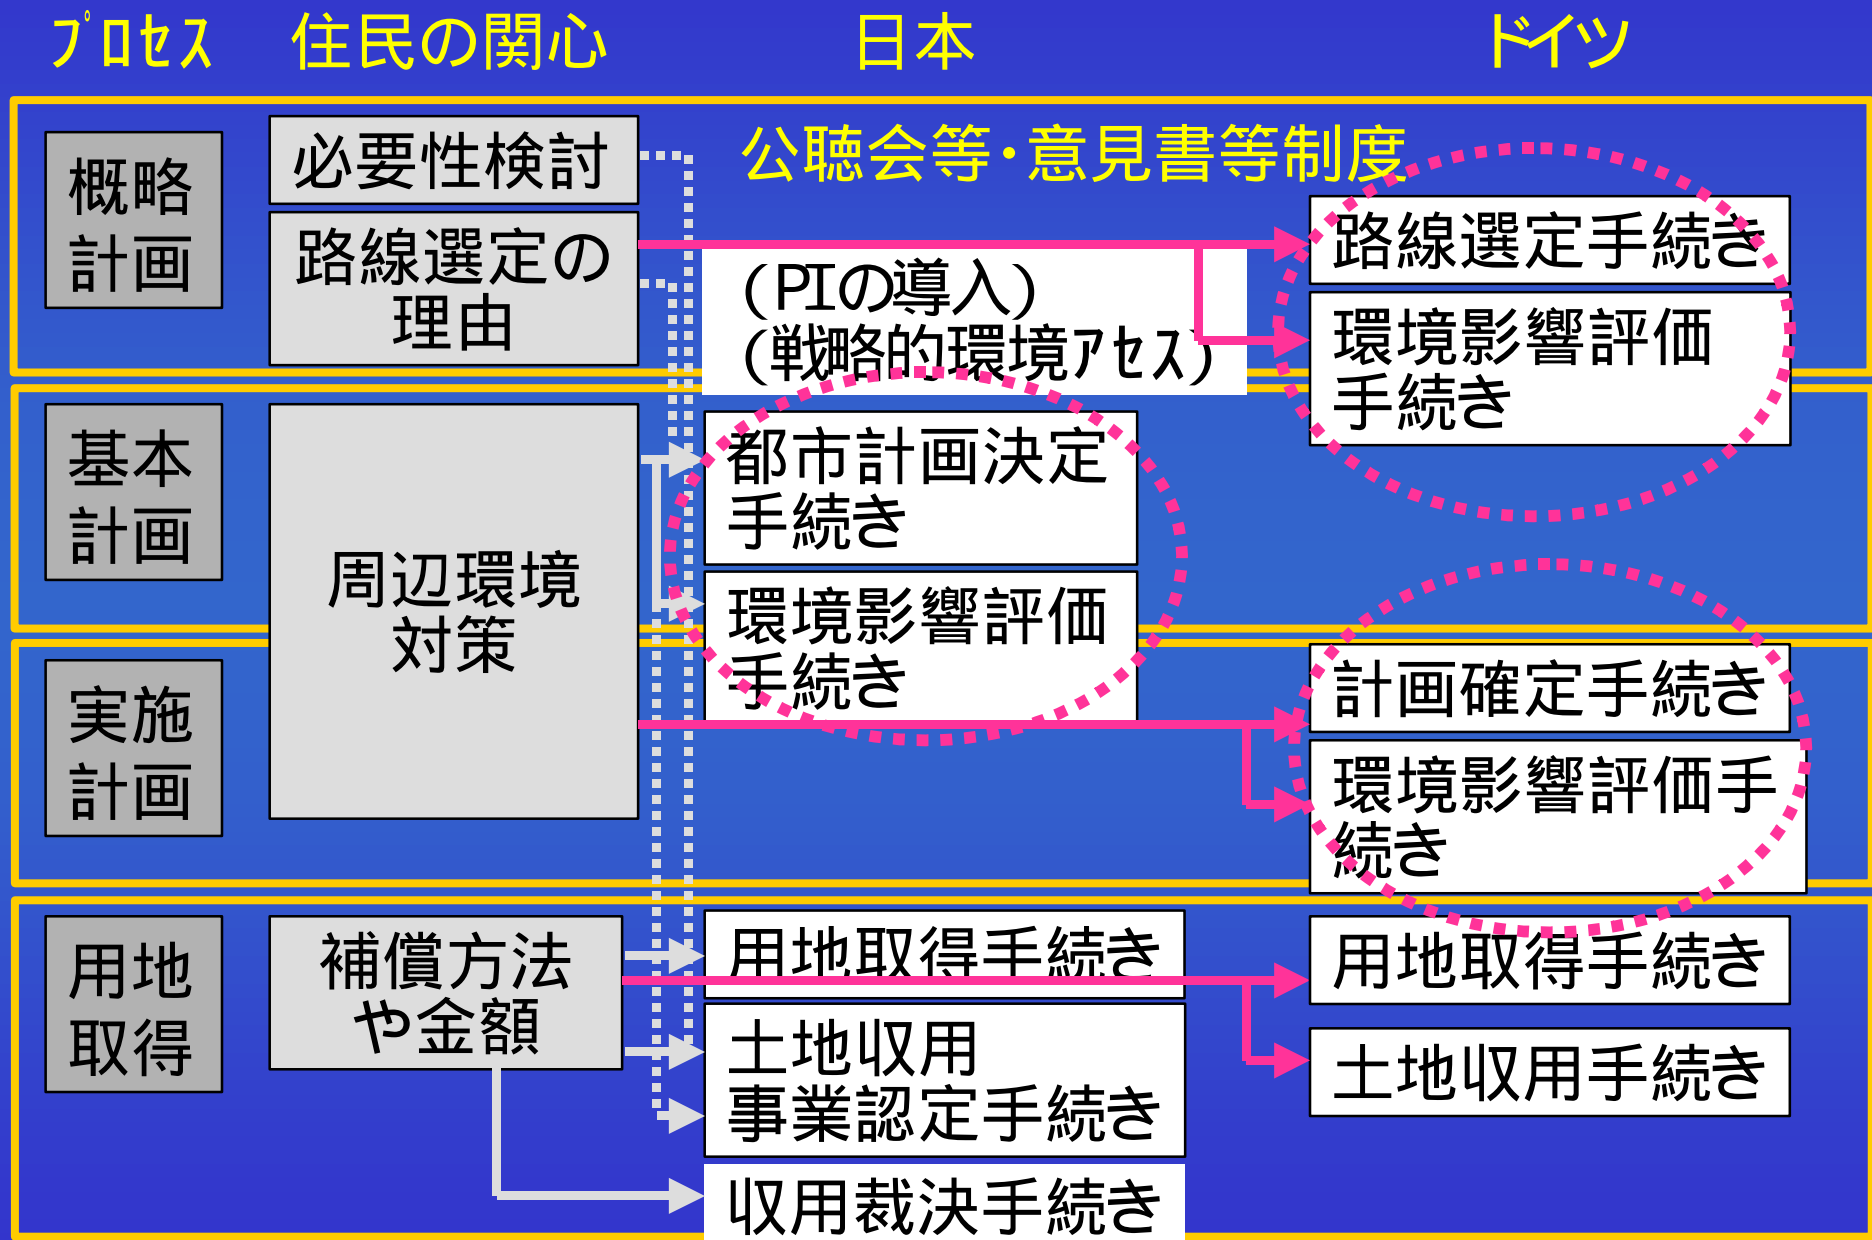 ﾌﾟﾛｾｽ 住民の関心 日本 ドイツ
概略
計画
必要性検討
路線選定の
理由
公聴会等・意見書等制度
（PIの導入）
（戦略的環境ｱｾｽ）
路線選定手続き
環境影響評価
手続き
基本
計画
周辺環境
対策
都市計画決定
手続き
環境影響評価
手続き
実施
計画
計画確定手続き
環境影響評価手
続き
用地
取得
補償方法
や金額
用地取得手続き
土地収用
事業認定手続き
収用裁決手続き
用地取得手続き
土地収用手続き